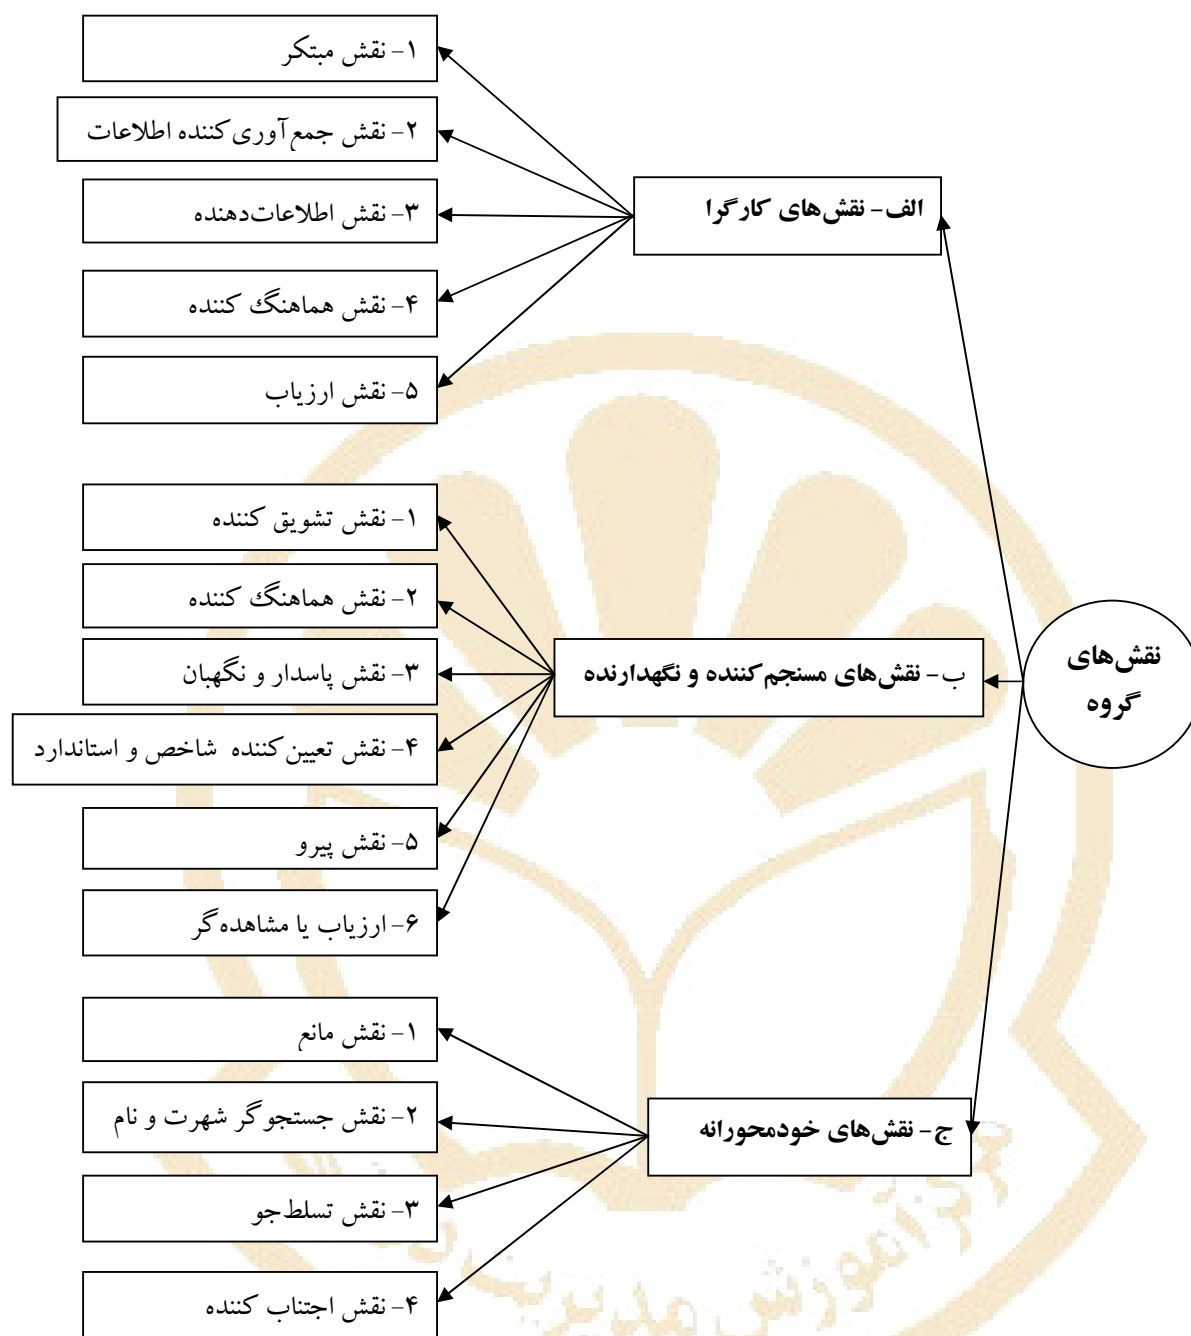 نقش‌های
گروه
الف- نقش‌های کارگرا
۱- نقش مبتکر
۲- نقش جمع‌آوری‌کننده اطلاعات
۳- نقش اطلاعات‌دهنده
۴- نقش هماهنگ کننده
۵- نقش ارزیاب
ب- نقش‌های مسنجم‌کننده و نگهدارنده
۱- نقش تشویق کننده
۲- نقش هماهنگ کننده
۳- نقش پاسدار و نگهبان
۴- نقش تعیین‌کننده شاخص و استاندارد
۵- نقش پیرو
۶- ارزیاب یا مشاهده‌گر
ج- نقش‌های خودمحورانه
۱- نقش مانع
۲- نقش جستجوگر شهرت و نام
۳- نقش تسلط‌جو
۴- نقش اجتناب کننده
مرکز آموزش مدیریت